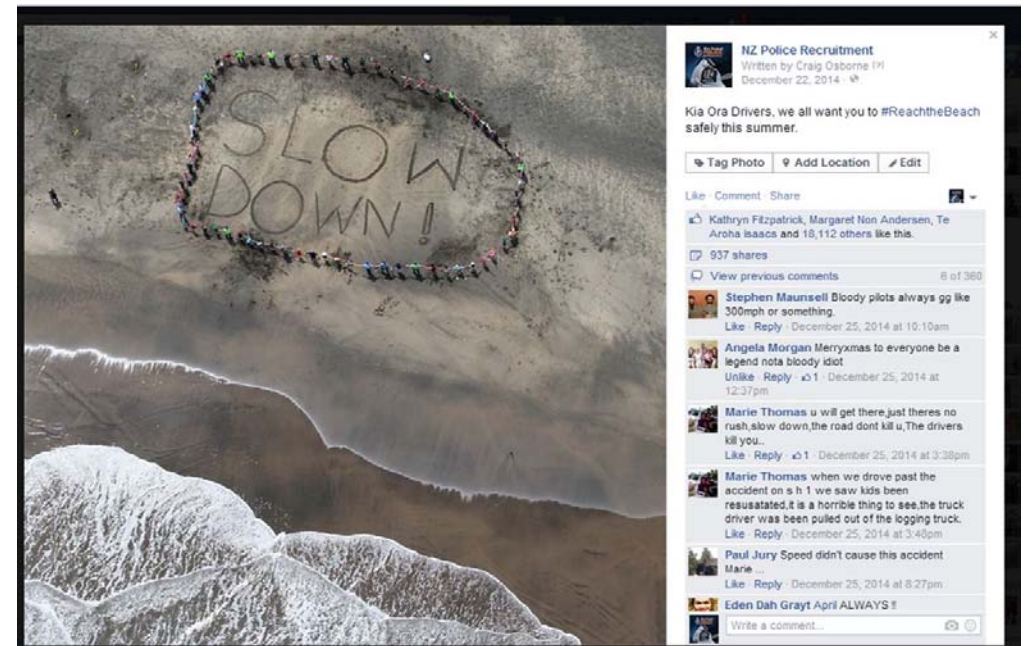 SLOW
DOWN!
NZ Police Recruitment
Written by Craig Osborne [?]
December 22, 2014 ·
Kia Ora Drivers, we all want you to #ReachtheBeach
safely this summer.
Tag Photo Add Location Edit
Like · Comment · Share
Kathryn Fitzpatrick, Margaret Non Andersen, Te
Aroha Isaacs and 18,112 others like this.
937 shares
View previous comments 6 of 360
Stephen Maunsell Bloody pilots always gg like
300mph or something.
Like · Reply · December 25, 2014 at 10:10am
Angela Morgan Merryxmas to everyone be a
legend nota bloody idiot
Unlike · Reply · 1 · December 25, 2014 at
12:37pm
Marie Thomas u will get there,just theres no
rush,slow down,the road dont kill u,The drivers
kill you..
Like · Reply · 1 · December 25, 2014 at 3:38pm
Marie Thomas when we drove past the
accident on s h 1 we saw kids been
resusatated,it is a horrible thing to see,the truck
driver was been pulled out of the logging truck.
Like · Reply · December 25, 2014 at 3:48pm
Paul Jury Speed didn't cause this accident
Marie ...
Like · Reply · December 25, 2014 at 8:27pm
Eden Dah Grayt April ALWAYS !!
Write a comment...